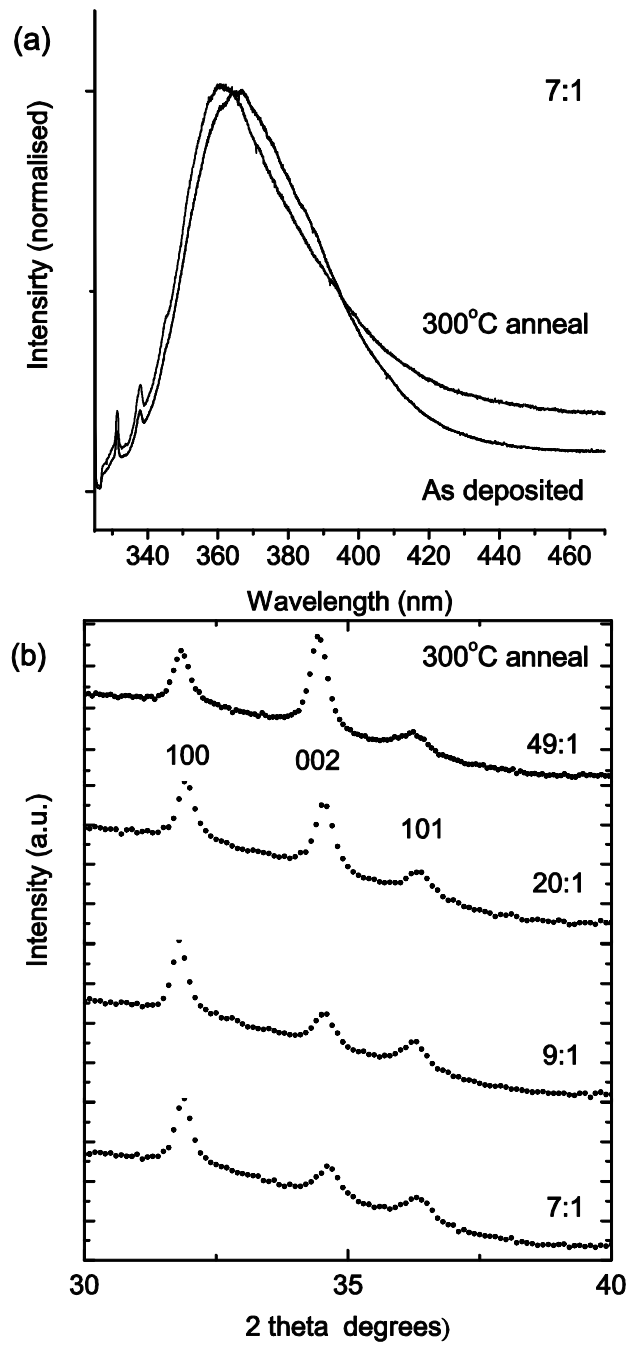 (a)
7:1
Intensirty (normalised)
300°C anneal
As deposited
340 360 380 400 420 440 460
Wavelength (nm)
(b)
300°C anneal
49:1
100 002
101
20:1
Intensity (a.u.)
9:1
7:1
30 35 40
2 theta degrees)